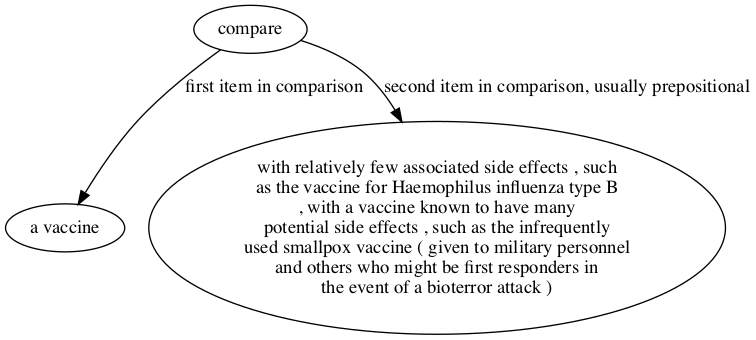 compare
first item in comparison
second item in comparison, usually prepositional
a vaccine
with relatively few associated side effects , such
as the vaccine for Haemophilus influenza type B
, with a vaccine known to have many
potential side effects , such as the infrequently
used smallpox vaccine ( given to military personnel
and others who might be first responders in
the event of a bioterror attack )